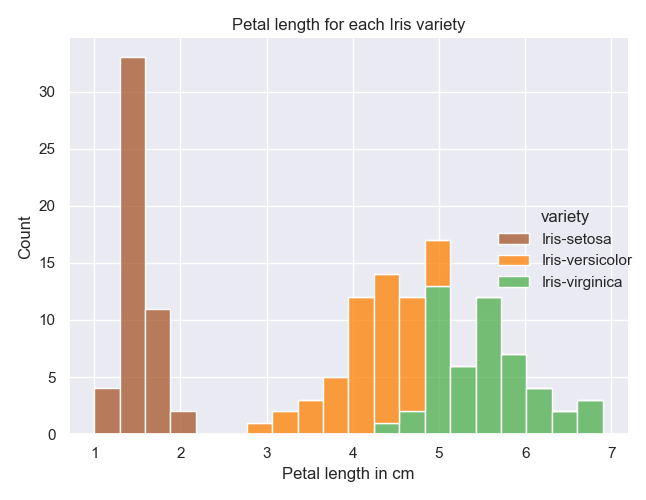 Petal length for each Iris variety
Count
30
25
20
15
10
5
0
variety
Iris-setosa
Iris-versicolor
Iris-virginica
1 2 3 4 5 6 7
Petal length in cm